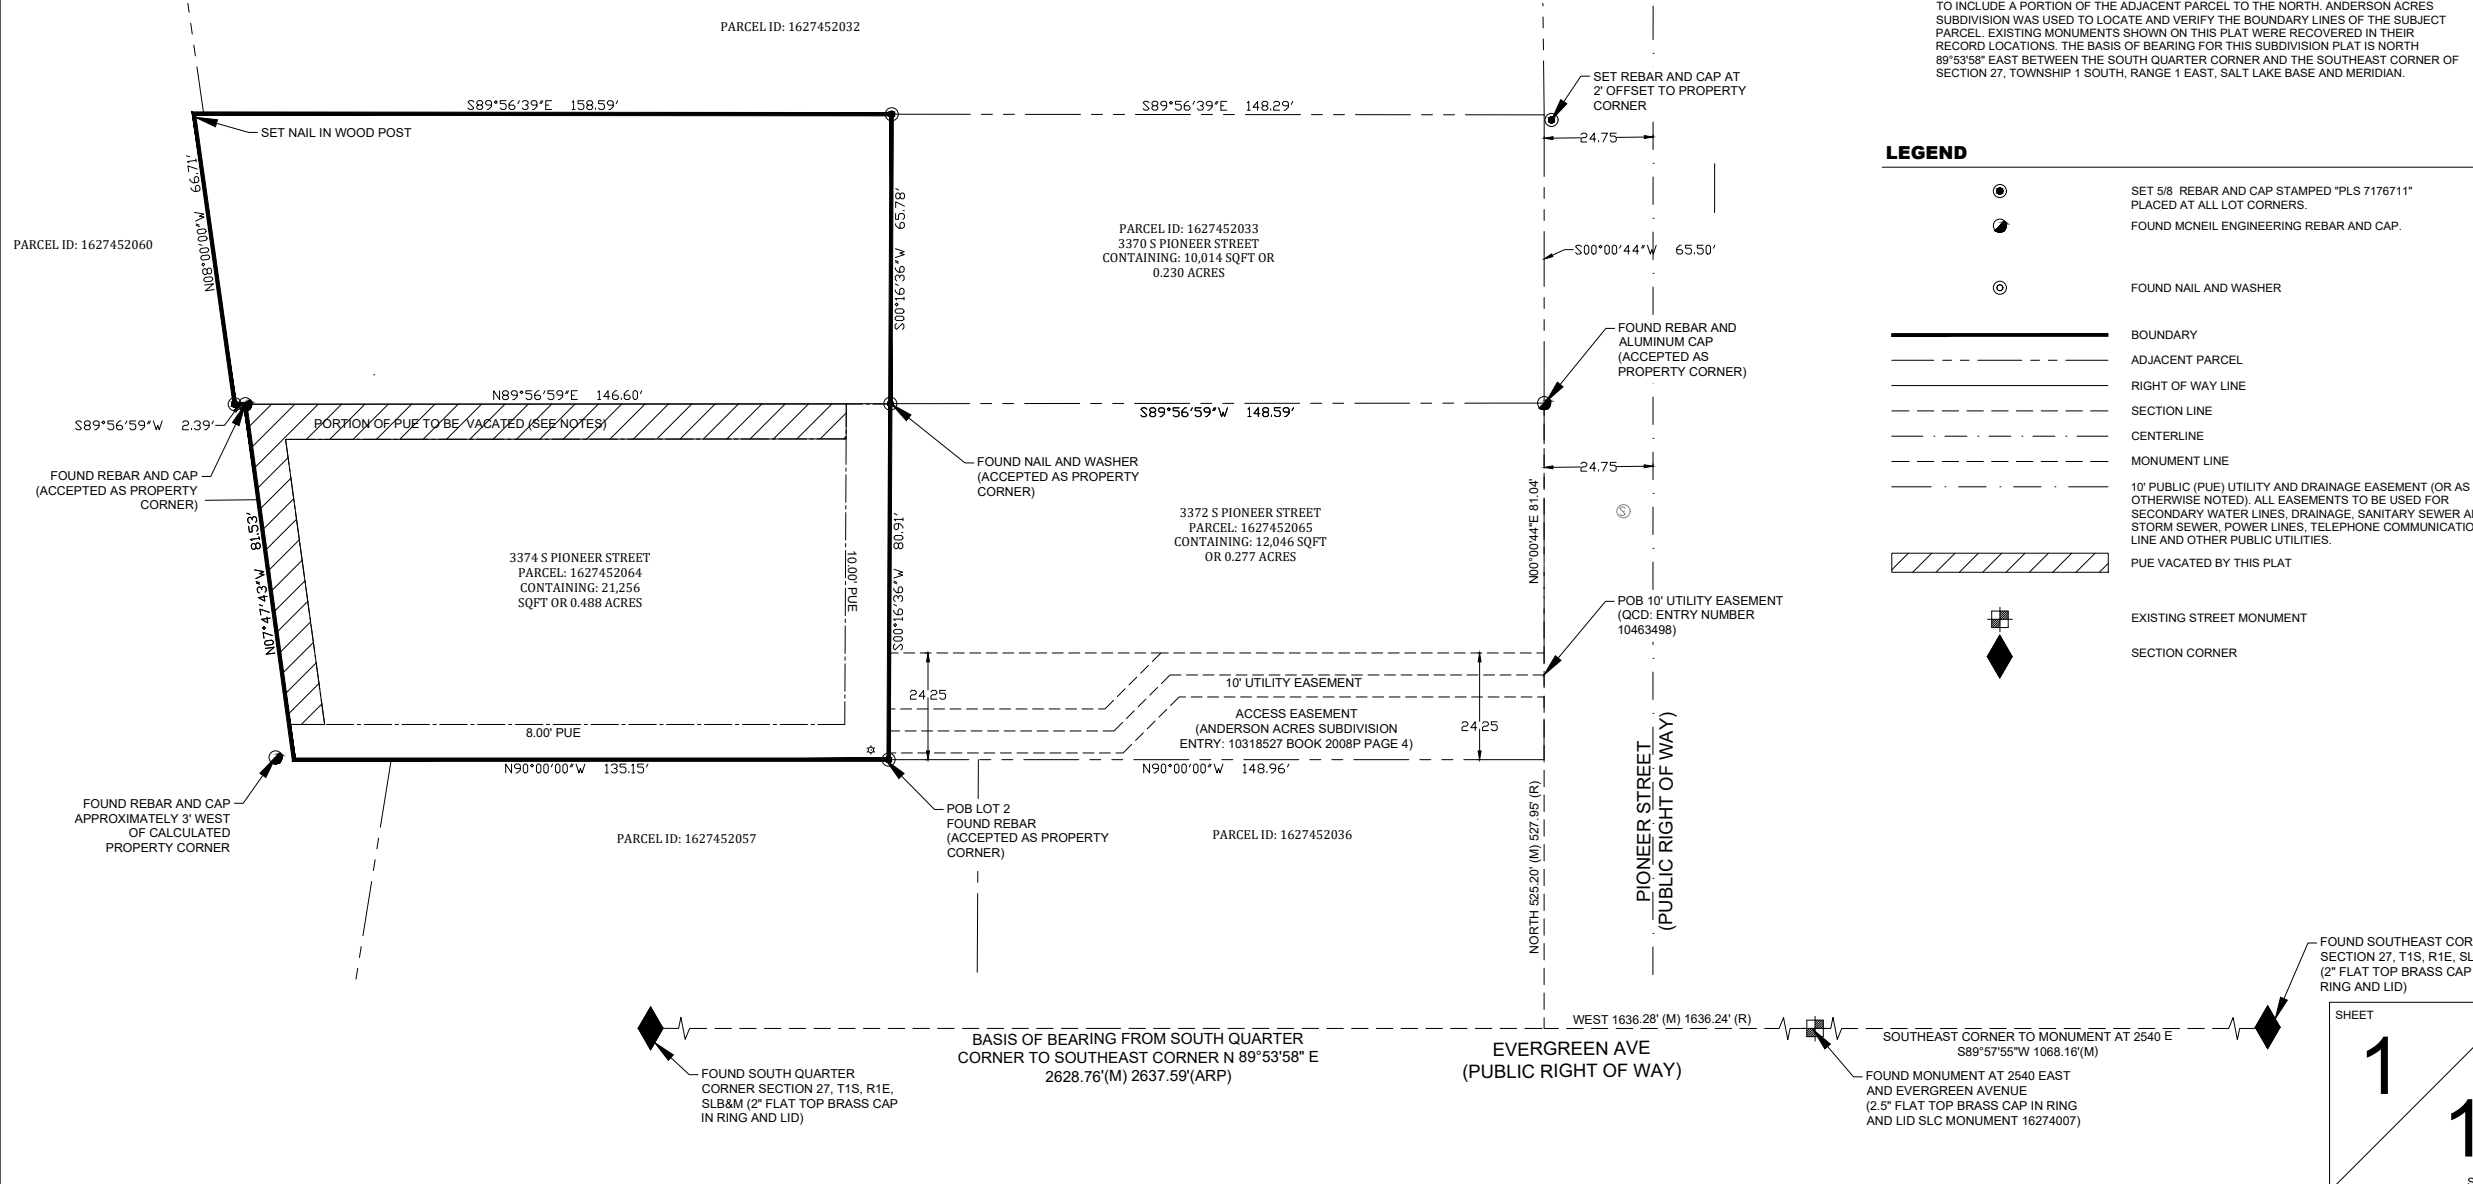 TO INCLUDE A PORTION OF THE ADJACENT PARCEL TO THE NORTH. ANDERSON ACRES
SUBDIVISION WAS USED TO LOCATE AND VERIFY THE BOUNDARY LINES OF THE SUBJECT
PARCEL. EXISTING MONUMENTS SHOWN ON THIS PLAT WERE RECOVERED IN THEIR
RECORD LOCATIONS. THE BASIS OF BEARING FOR THIS SUBDIVISION PLAT IS NORTH
89°53'58" EAST BETWEEN THE SOUTH QUARTER CORNER AND THE SOUTHEAST CORNER OF
SECTION 27, TOWNSHIP 1 SOUTH, RANGE 1 EAST, SALT LAKE BASE AND MERIDIAN.
PARCEL ID: 1627452032
S89°56'39"E 158.59'
SET NAIL IN WOOD POST
S89°56'39"E 148.29'
SET REBAR AND CAP AT
2' OFFSET TO PROPERTY
CORNER
24.75
N08°00'00"W 66.71'
PARCEL ID: 1627452060
S00°16'36"W 65.78'
PARCEL ID: 1627452033
3370 S PIONEER STREET
CONTAINING: 10,014 SQFT OR
0.230 ACRES
S00°00'44"W 65.50'
FOUND REBAR AND
ALUMINUM CAP
(ACCEPTED AS
PROPERTY CORNER)
N89°56'59"E 146.60'
S89°56'59"W 148.59'
S89°56'59"W 2.39'
PORTION OF PUE TO BE VACATED (SEE NOTES)
FOUND REBAR AND CAP
(ACCEPTED AS PROPERTY
CORNER)
FOUND NAIL AND WASHER
(ACCEPTED AS PROPERTY
CORNER)
24.75
S
N07°47'43"W 81.53'
3374 S PIONEER STREET
PARCEL: 1627452064
CONTAINING: 21,256
SQFT OR 0.488 ACRES
10.00' PUE
S00°16'36"W 80.91'
3372 S PIONEER STREET
PARCEL: 1627452065
CONTAINING: 12,046 SQFT
OR 0.277 ACRES
N00°00'44"E 81.04'
POB 10' UTILITY EASEMENT
(QCD: ENTRY NUMBER
10463498)
24.25
10' UTILITY EASEMENT
ACCESS EASEMENT
(ANDERSON ACRES SUBDIVISION
ENTRY: 10318527 BOOK 2008P PAGE 4)
24.25
8.00' PUE
N90°00'00"W 135.15'
N90°00'00"W 148.96'
FOUND REBAR AND CAP
APPROXIMATELY 3' WEST
OF CALCULATED
PROPERTY CORNER
POB LOT 2
FOUND REBAR
(ACCEPTED AS PROPERTY
CORNER)
PARCEL ID: 1627452057
PARCEL ID: 1627452036
NORTH 525.20' (M) 527.95' (R)
PIONEER STREET
(PUBLIC RIGHT OF WAY)
LEGEND
SET 5/8 REBAR AND CAP STAMPED "PLS 7176711"
PLACED AT ALL LOT CORNERS.
FOUND MCNEIL ENGINEERING REBAR AND CAP.
FOUND NAIL AND WASHER
BOUNDARY
ADJACENT PARCEL
RIGHT OF WAY LINE
SECTION LINE
CENTERLINE
MONUMENT LINE
10' PUBLIC (PUE) UTILITY AND DRAINAGE EASEMENT (OR AS
OTHERWISE NOTED). ALL EASEMENTS TO BE USED FOR
SECONDARY WATER LINES, DRAINAGE, SANITARY SEWER A
STORM SEWER, POWER LINES, TELEPHONE COMMUNICATIO
LINE AND OTHER PUBLIC UTILITIES.
PUE VACATED BY THIS PLAT
EXISTING STREET MONUMENT
SECTION CORNER
FOUND SOUTHEAST COR
SECTION 27, T1S, R1E, SL
(2" FLAT TOP BRASS CAP
RING AND LID)
WEST 1636.28' (M) 1636.24' (R)
BASIS OF BEARING FROM SOUTH QUARTER
CORNER TO SOUTHEAST CORNER N 89°53'58" E
2628.76'(M) 2637.59'(ARP)
EVERGREEN AVE
(PUBLIC RIGHT OF WAY)
SOUTHEAST CORNER TO MONUMENT AT 2540 E
S89°57'55"W 1068.16'(M)
FOUND SOUTH QUARTER
CORNER SECTION 27, T1S, R1E,
SLB&M (2" FLAT TOP BRASS CAP
IN RING AND LID)
FOUND MONUMENT AT 2540 EAST
AND EVERGREEN AVENUE
(2.5" FLAT TOP BRASS CAP IN RING
AND LID SLC MONUMENT 16274007)
SHEET
1
1
S